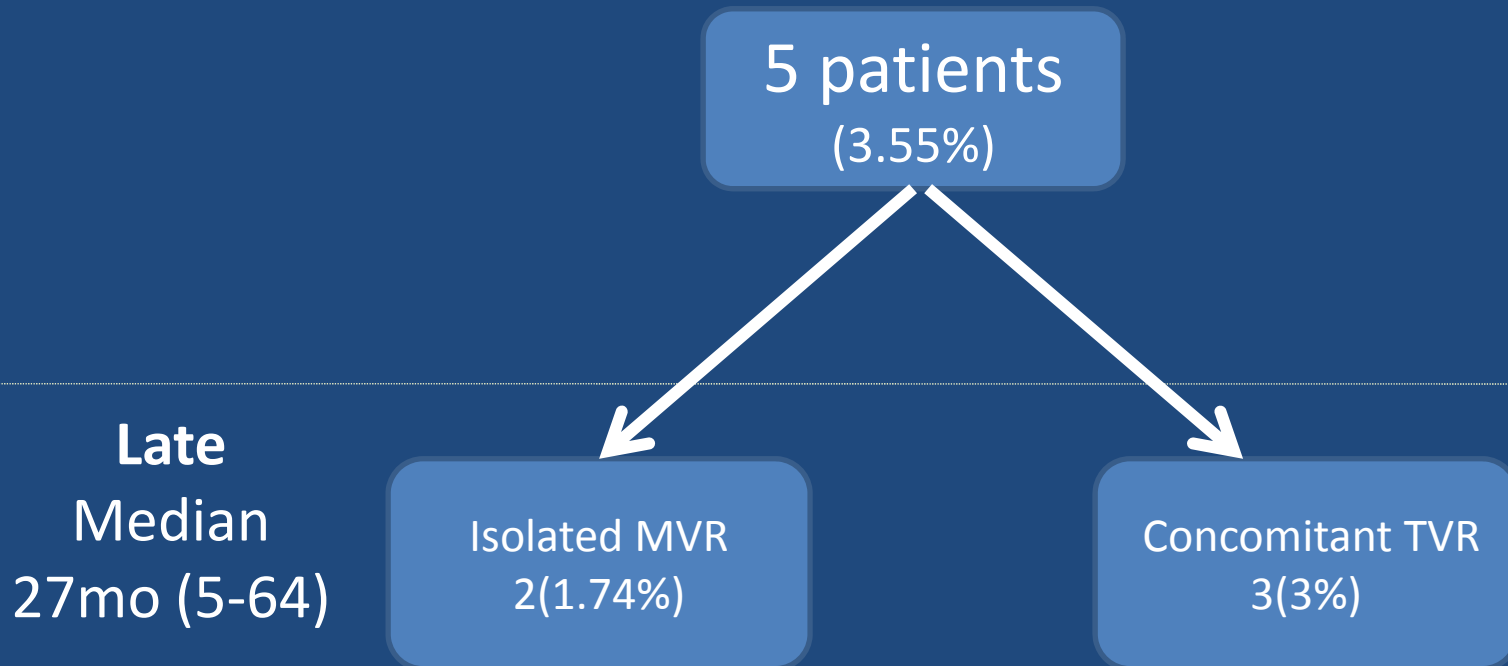 5 patients
(3.55%)
Late
Median
27mo (5-64)
Isolated MVR
2(1.74%)
Concomitant TVR
3(3%)